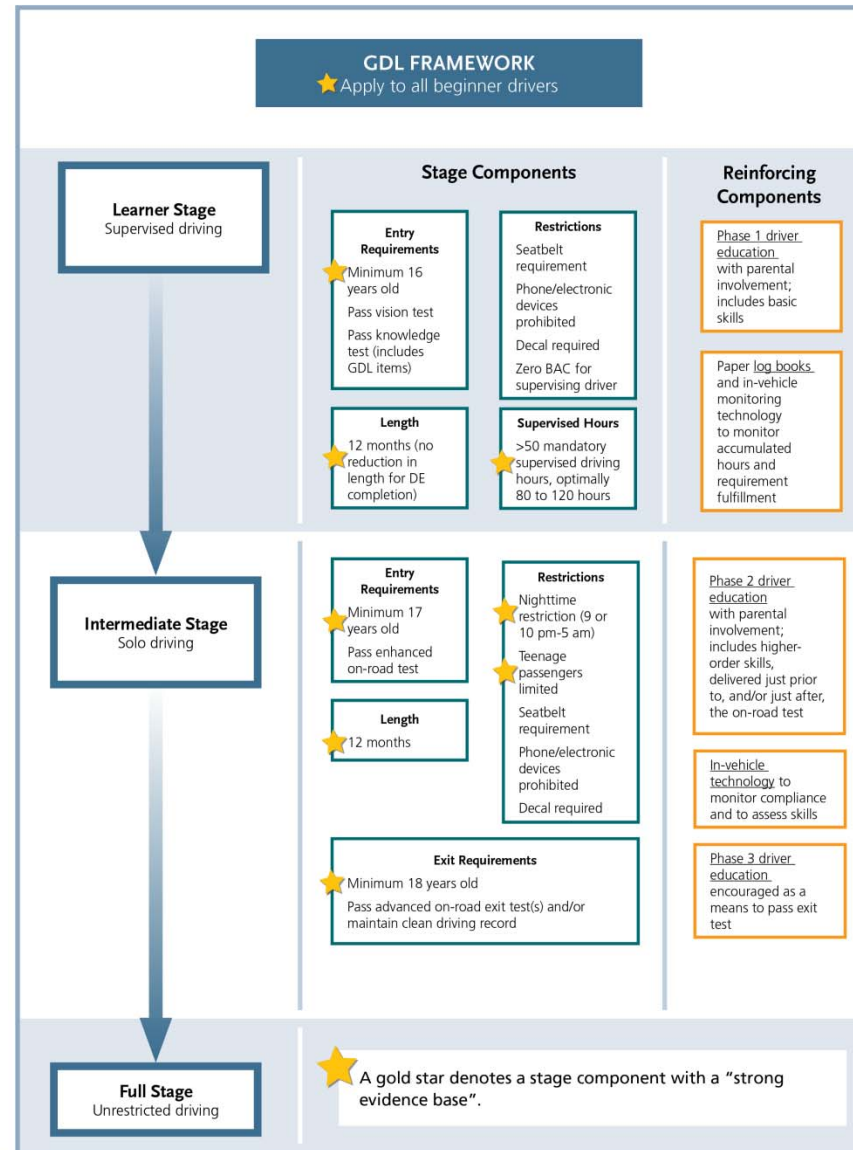 GDL FRAMEWORK
Apply to all beginner drivers
Learner Stage
Supervised driving
Stage Components
Entry
Requirements
Minimum 16
years old
Pass vision test
Pass knowledge
test (includes
GDL items)
Restrictions
Seatbelt
requirement
Phone/electronic
devices
prohibited
Decal required
Zero BAC for
supervising driver
Length
12 months (no
reduction in
length for DE
completion)
Supervised Hours
>50 mandatory
supervised driving
hours, optimally
80 to 120 hours
Reinforcing
Components
Phase 1 driver
education
with parental
involvement;
includes basic
skills
Paper log books
and in-vehicle
monitoring
technology
to monitor
accumulated
hours and
requirement
fulfillment
Intermediate Stage
Solo driving
Entry
Requirements
Minimum 17
years old
Pass enhanced
on-road test
Length
12 months
Restrictions
Nighttime
restriction (9 or
10 pm-5 am)
Teenage
passengers
limited
Seatbelt
requirement
Phone/electronic
devices
prohibited
Decal required
Exit Requirements
Minimum 18 years old
Pass advanced on-road exit test(s) and/or
maintain clean driving record
Phase 2 driver
education
with parental
involvement;
includes higher-
order skills,
delivered just prior
to, and/or just after,
the on-road test
In-vehicle
technology to
monitor compliance
and to assess skills
Phase 3 driver
education
encouraged as a
means to pass exit
test
Full Stage
Unrestricted driving
A gold star denotes a stage component with a “strong
evidence base”.